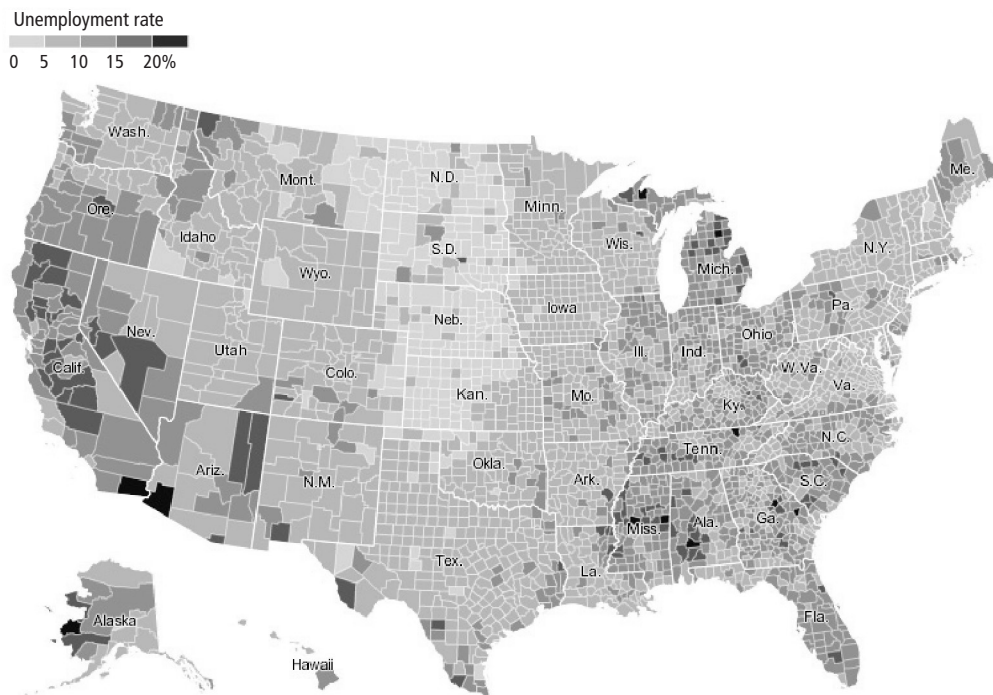 Unemployment rate
0 5 10 15 20%
Wash.
Me.
Mont.
N.D.
Minn.
Ore.
Idaho
S.D.
Wis.
N.Y.
Wyo.
Mich.
Iowa
Pa.
Neb.
Nev.
Ohio
Utah
Ill.
Ind.
Calif.
Colo.
W.Va.
Kan.
Mo.
Va.
Ky.
N.C.
Tenn.
Ariz.
Okla.
N.M.
Ark.
S.C.
Ga.
Miss.
Ala.
Tex.
La.
Fla.
Alaska
Hawaii